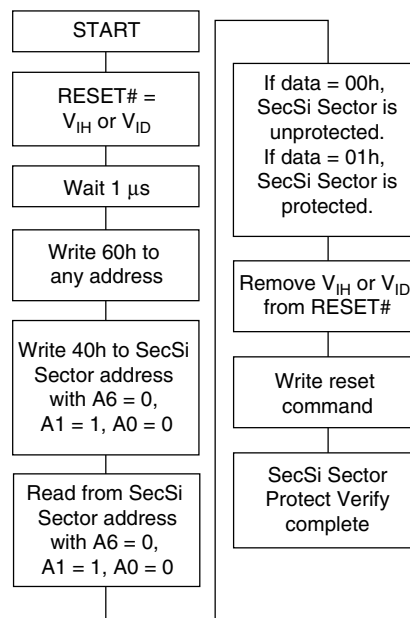 START
RESET# =
V_IH or V_ID
Wait 1 μs
Write 60h to
any address
Write 40h to SecSi
Sector address
with A6 = 0,
A1 = 1, A0 = 0
Read from SecSi
Sector address
with A6 = 0,
A1 = 1, A0 = 0
If data = 00h,
SecSi Sector is
unprotected.
If data = 01h,
SecSi Sector is
protected.
Remove V_IH or V_ID
from RESET#
Write reset
command
SecSi Sector
Protect Verify
complete